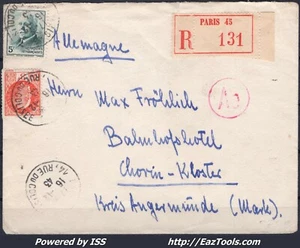 PARIS 45
R 131
5
Allemagne
Herrn Max Fröhlich
Bahnhofshotel
Chorin-Kloster
Kreis Angermünde (Mark).
Powered by ISS
http://www.EazTools.com/